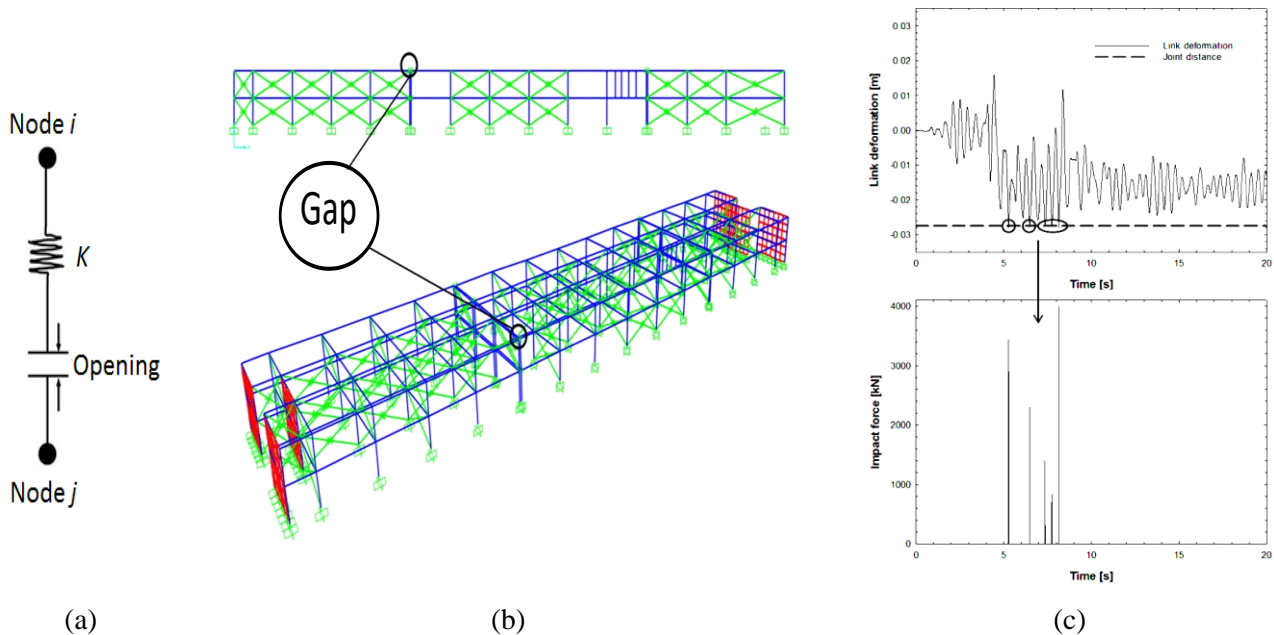 Node i
K
Opening
Node j
(a)
Gap
(b)
0 03
0 02
0 01
0 00
-0 01
-0 02
-0 03
Link deformation [m]
Link deformation
Joint distance
0
5
10
15
20
Time [s]
4000
3000
2000
1000
0
Impact force [kN]
0
5
10
15
20
Time [s]
(c)